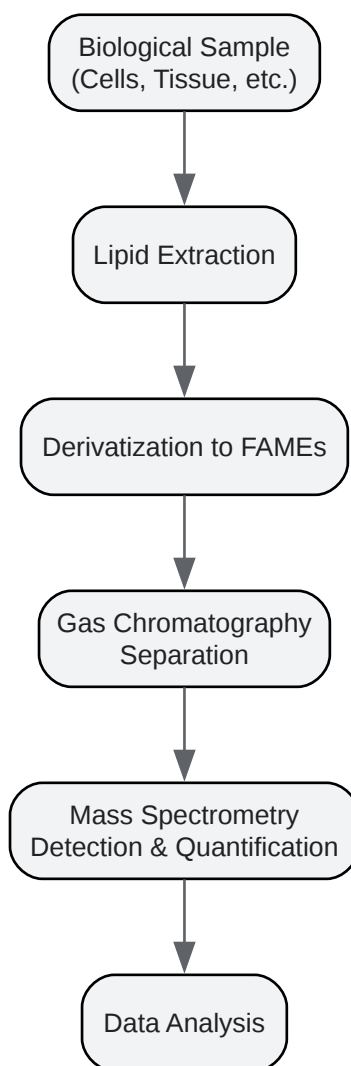 Biological Sample
(Cells, Tissue, etc.)
Lipid Extraction
Derivatization to FAMEs
Gas Chromatography
Separation
Mass Spectrometry
Detection & Quantification
Data Analysis